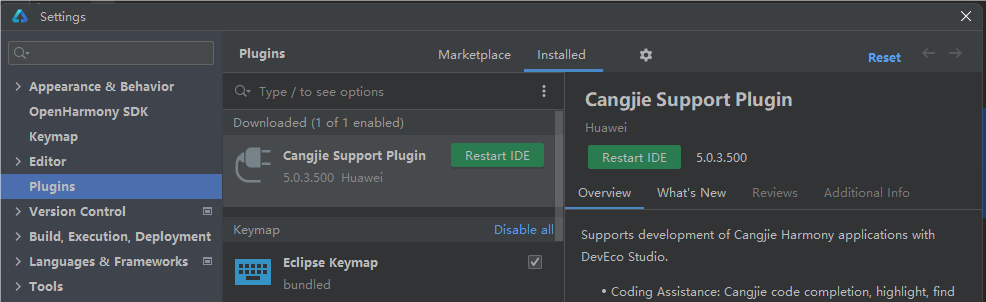 Settings
Plugins
Marketplace
Installed
Reset
Appearance & Behavior
OpenHarmony SDK
Keymap
Editor
Plugins
Version Control
Build, Execution, Deployment
Languages & Frameworks
Tools
Type / to see options
Downloaded (1 of 1 enabled)
Cangjie Support Plugin
Restart IDE
5.0.3.500 Huawei
Keymap
Disable all
Eclipse Keymap
bundled
Cangjie Support Plugin
Huawei
Restart IDE
5.0.3.500
Overview
What's New
Reviews
Additional Info
Supports development of Cangjie Harmony applications with
DevEco Studio.
• Coding Assistance: Cangjie code completion, highlight, find